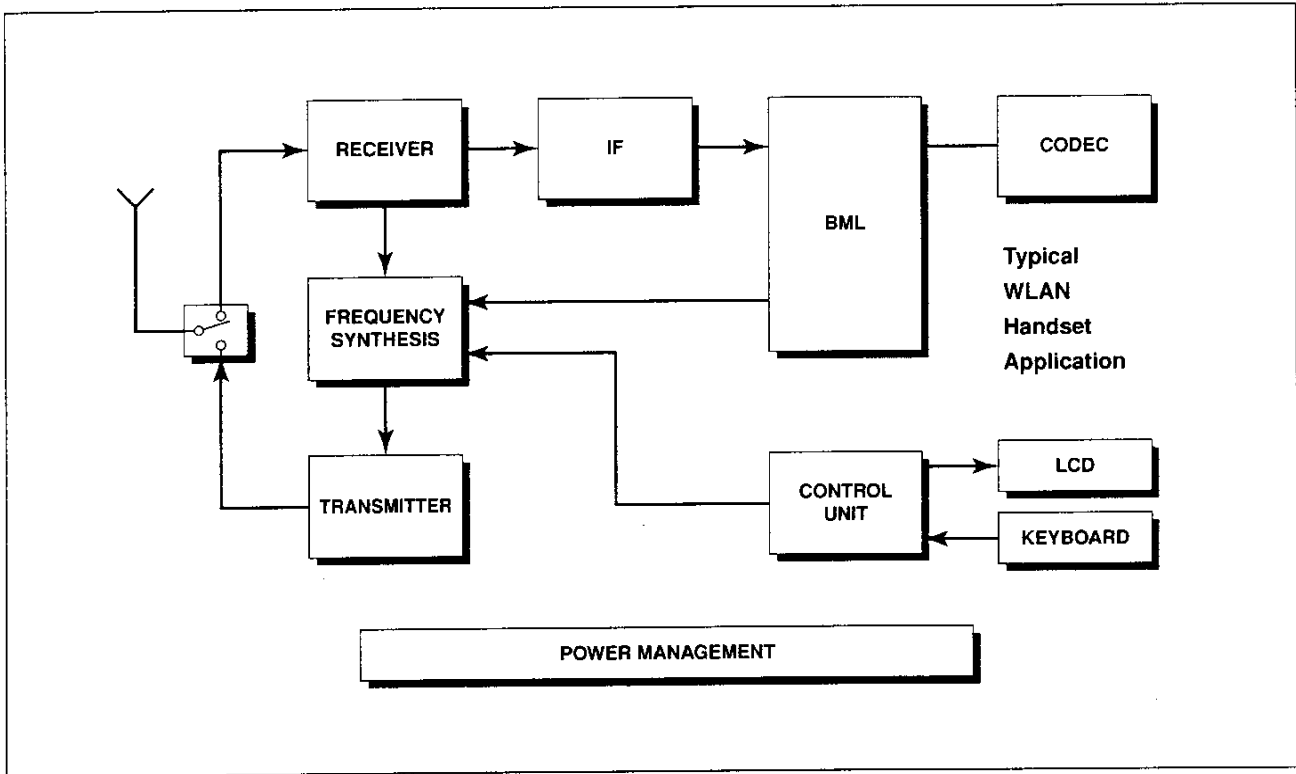 RECEIVER
IF
BML
CODEC
FREQUENCY
SYNTHESIS
Typical
WLAN
Handset
Application
TRANSMITTER
CONTROL
UNIT
LCD
KEYBOARD
POWER MANAGEMENT